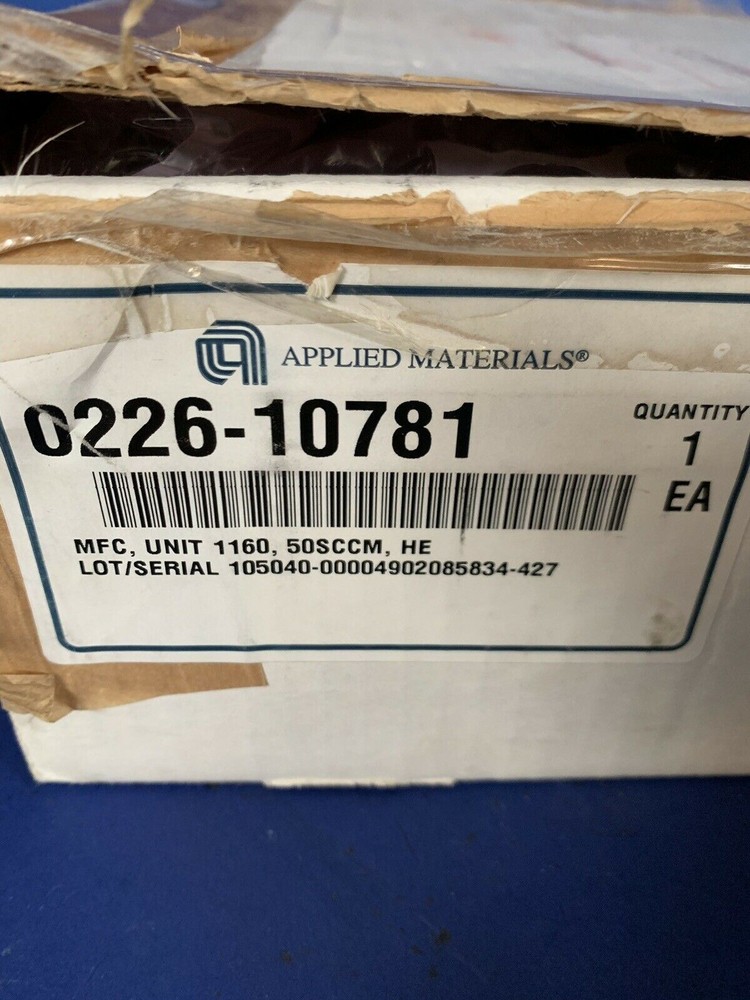 APPLIED MATERIALS®
0226-10781
QUANTITY
1
EA
MFC, UNIT 1160, 50SCCM, HE
LOT/SERIAL 105040-00004902085834-427